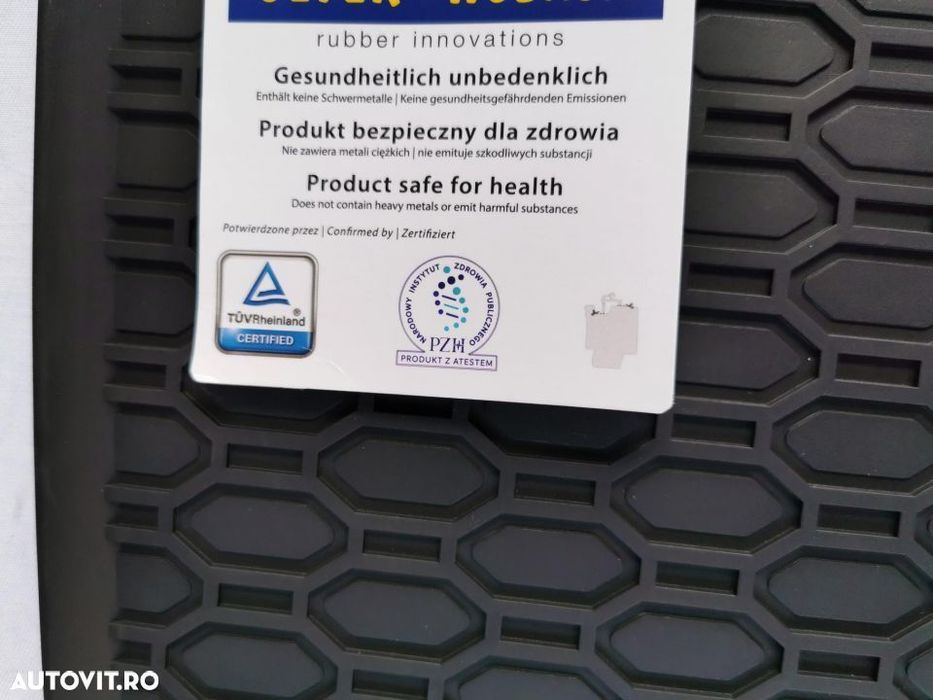 rubber innovations
Gesundheitlich unbedenklich
Enthält keine Schwermetalle | Keine gesundheitsgefährdenden Emissionen
Produkt bezpieczny dla zdrowia
Nie zawiera metali ciężkich | nie emituje szkodliwych substancji
Product safe for health
Does not contain heavy metals or emit harmful substances
Potwierdzone przez | Confirmed by | Zertifiziert
TÜVRheinland®
CERTIFIED
NARODOWY INSTYTUT ZDROWIA PUBLICZNEGO
PZH
PRODUKT Z ATESTEM
AUTOVIT.RO